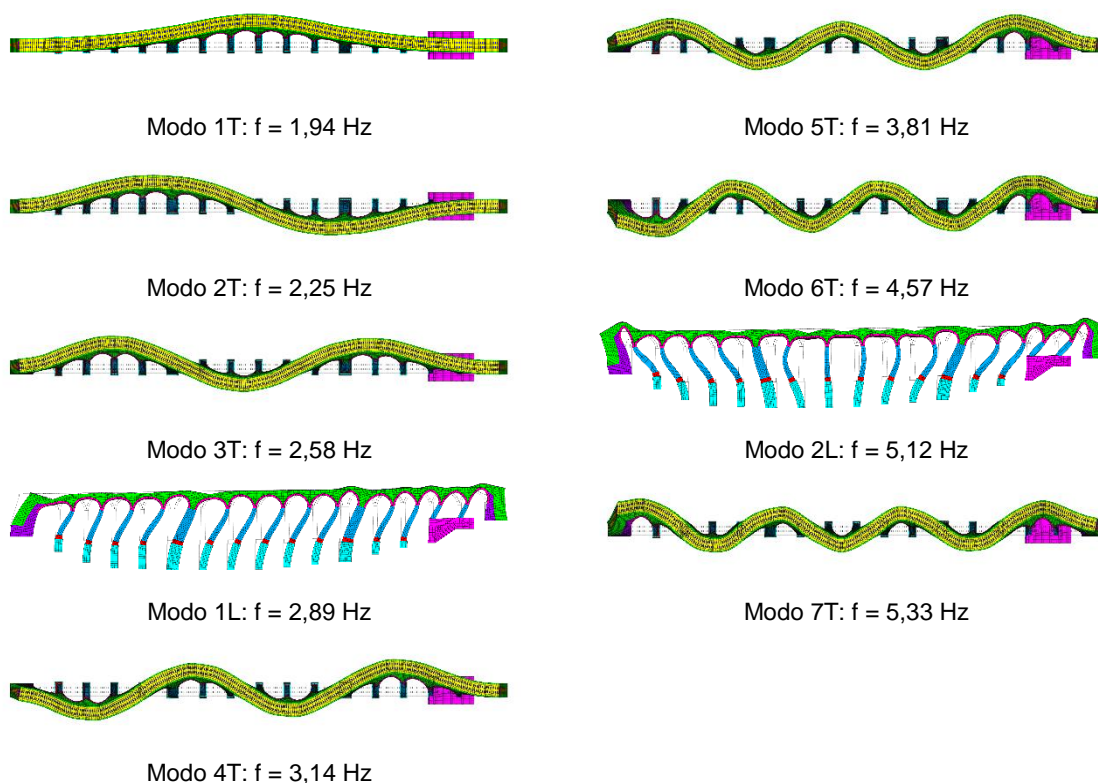 Modo 1T: f = 1,94 Hz
Modo 2T: f = 2,25 Hz
Modo 3T: f = 2,58 Hz
Modo 1L: f = 2,89 Hz
Modo 4T: f = 3,14 Hz
Modo 5T: f = 3,81 Hz
Modo 6T: f = 4,57 Hz
Modo 2L: f = 5,12 Hz
Modo 7T: f = 5,33 Hz